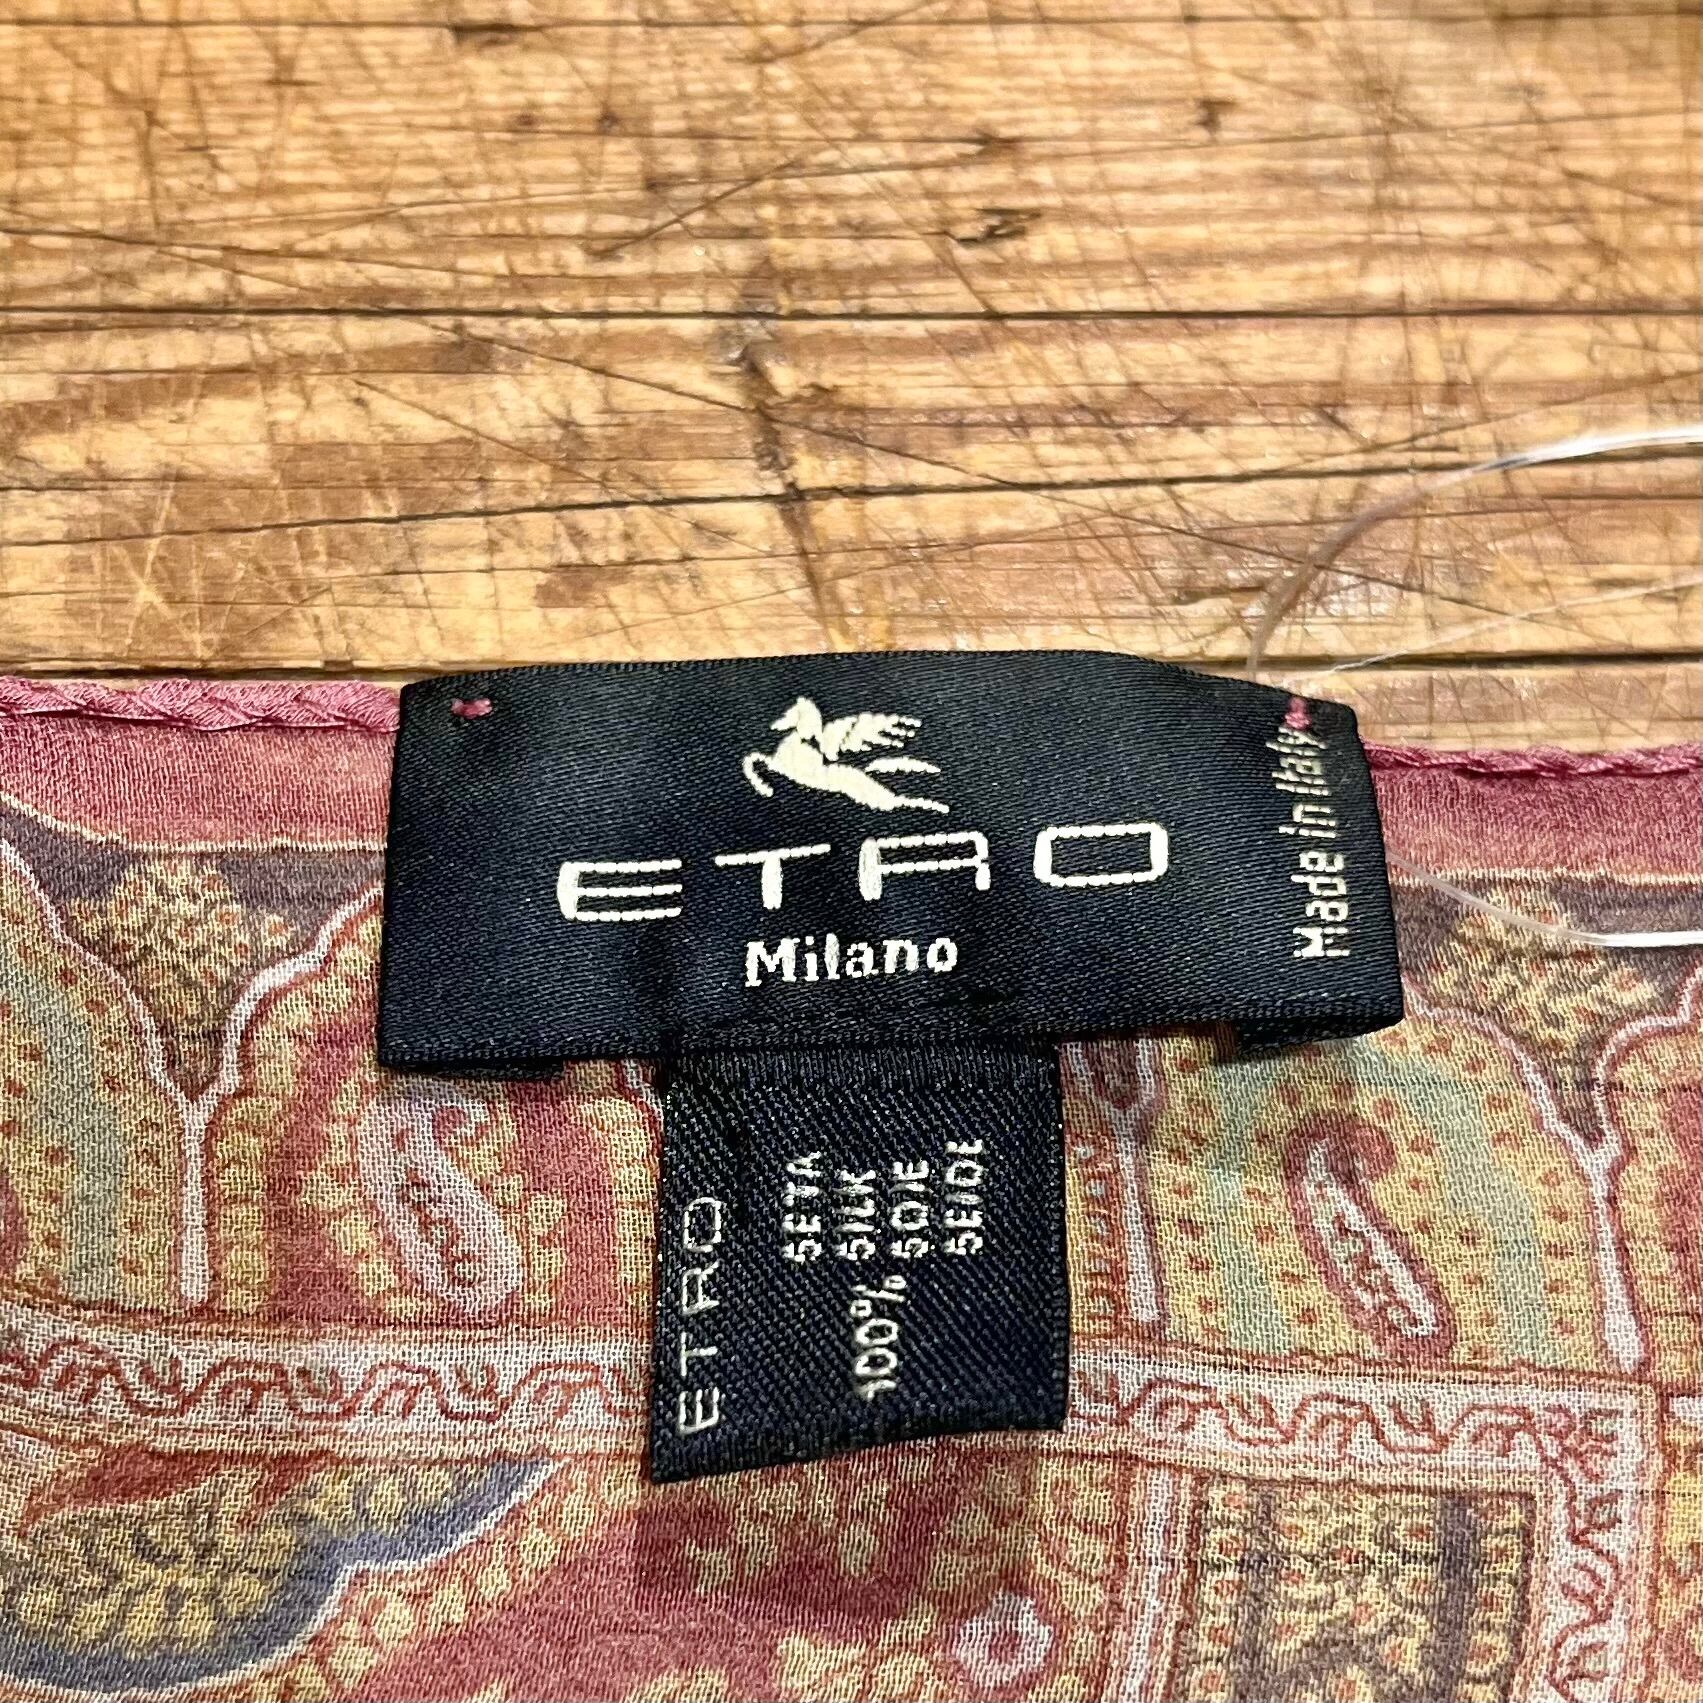 ETRO
Milano
Made in Italy
ETRO
SETA
100% SILK
SOIE
SEIDE